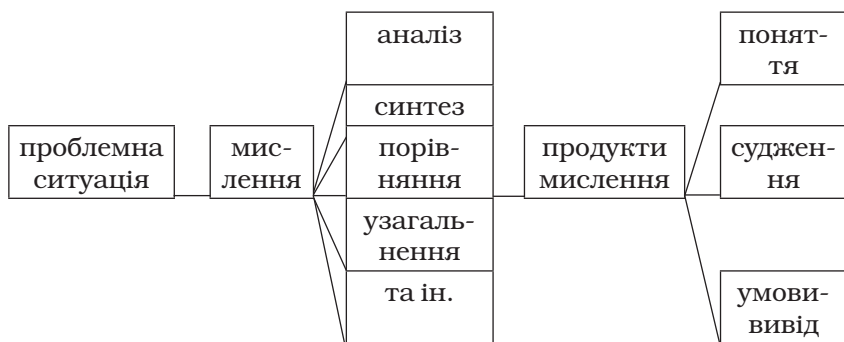 аналіз
синтез
проблемна
ситуація
мис-
лення
порів-
няння
узагаль-
нення
та ін.
продукти
мислення
понят-
тя
суджен-
ня
умови-
вивід